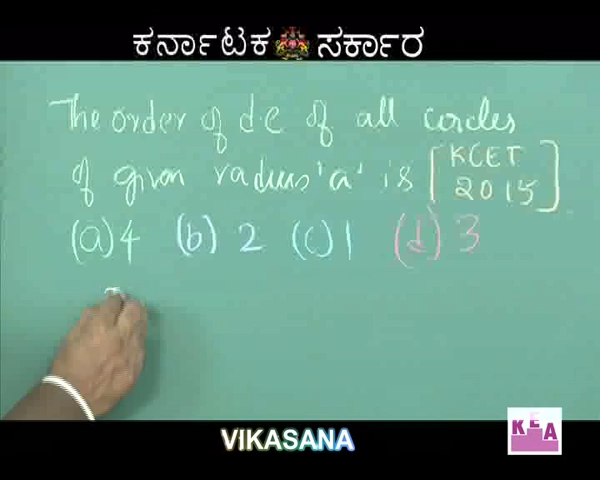 ಕರ್ನಾಟಕ ಸರ್ಕಾರ
The order of d.e of all circles
of given radius 'a' is [KCET 2015]
(a) 4 (b) 2 (c) 1 (d) 3
VIKASANA
KEA